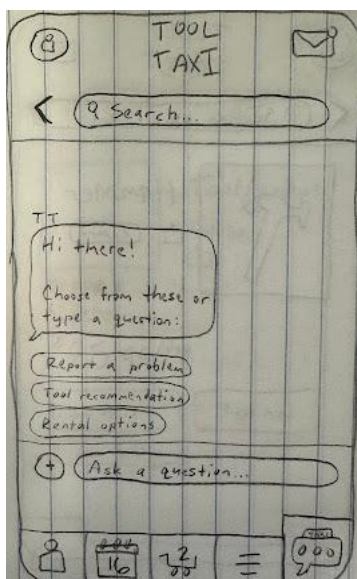 TOOL
TAXI
Search...
TT
Hi there!
Choose from these or
type a question:
Report a problem
Tool recommendation
Rental options
+ Ask a question...
16
2